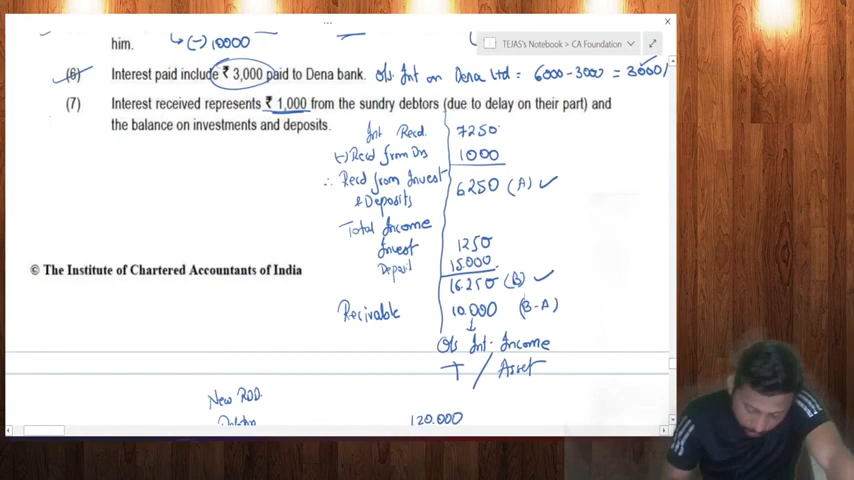 TEJAS's Notebook > CA Foundation
him. ↳(-) 10000
(6) Interest paid include ₹ 3,000 paid to Dena bank. O/s Int on Dena Ltd = 6000-3000 = 3000/
(7) Interest received represents ₹ 1,000 from the sundry debtors (due to delay on their part) and
the balance on investments and deposits.
Int Recd. 7250
(-) Recd from Drs 1000
∴ Recd from Invest 6250 (A) ✓
& Deposits
Total Income
Invest 1250
Deposit 15000
16250 (B) ✓
Recivable 10,000 (B-A)
© The Institute of Chartered Accountants of India
O/s Int. Income
+ / Asset
New RDD
120.000